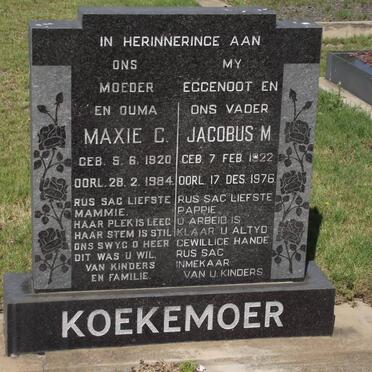 IN HERINNERINGE AAN
ONS
MOEDER
EN OUMA
MAXIE C.
GEB. 5. 6. 1920
OORL. 28. 2. 1984
RUS SAG LIEFSTE
MAMMIE.
HAAR PLEK IS LEEG
HAAR STEM IS STIL
ONS SWYG O HEER
DIT WAS U WIL.
VAN KINDERS
EN FAMILIE.
MY
EGGENOOT EN
ONS VADER
JACOBUS M.
GEB. 7 FEB. 1922
OORL. 17 DES. 1976
RUS SAG LIEFSTE
PAPPIE.
U ARBEID IS
KLAAR U ALTYD
GEWILLIGE HANDE
RUS SAG
INMEKAAR
VAN U KINDERS
KOEKEMOER